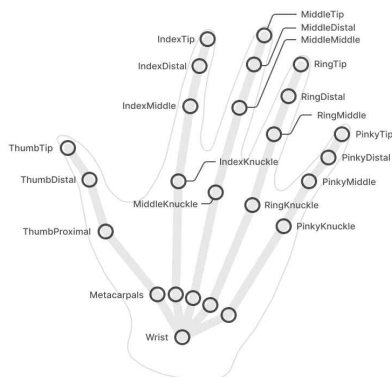 MiddleTip
MiddleDistal
MiddleMiddle
IndexTip
IndexDistal
RingTip
RingDistal
IndexMiddle
RingMiddle
PinkyTip
ThumbTip
PinkyDistal
IndexKnuckle
ThumbDistal
PinkyMiddle
MiddleKnuckle
RingKnuckle
PinkyKnuckle
ThumbProximal
Metacarpals
Wrist